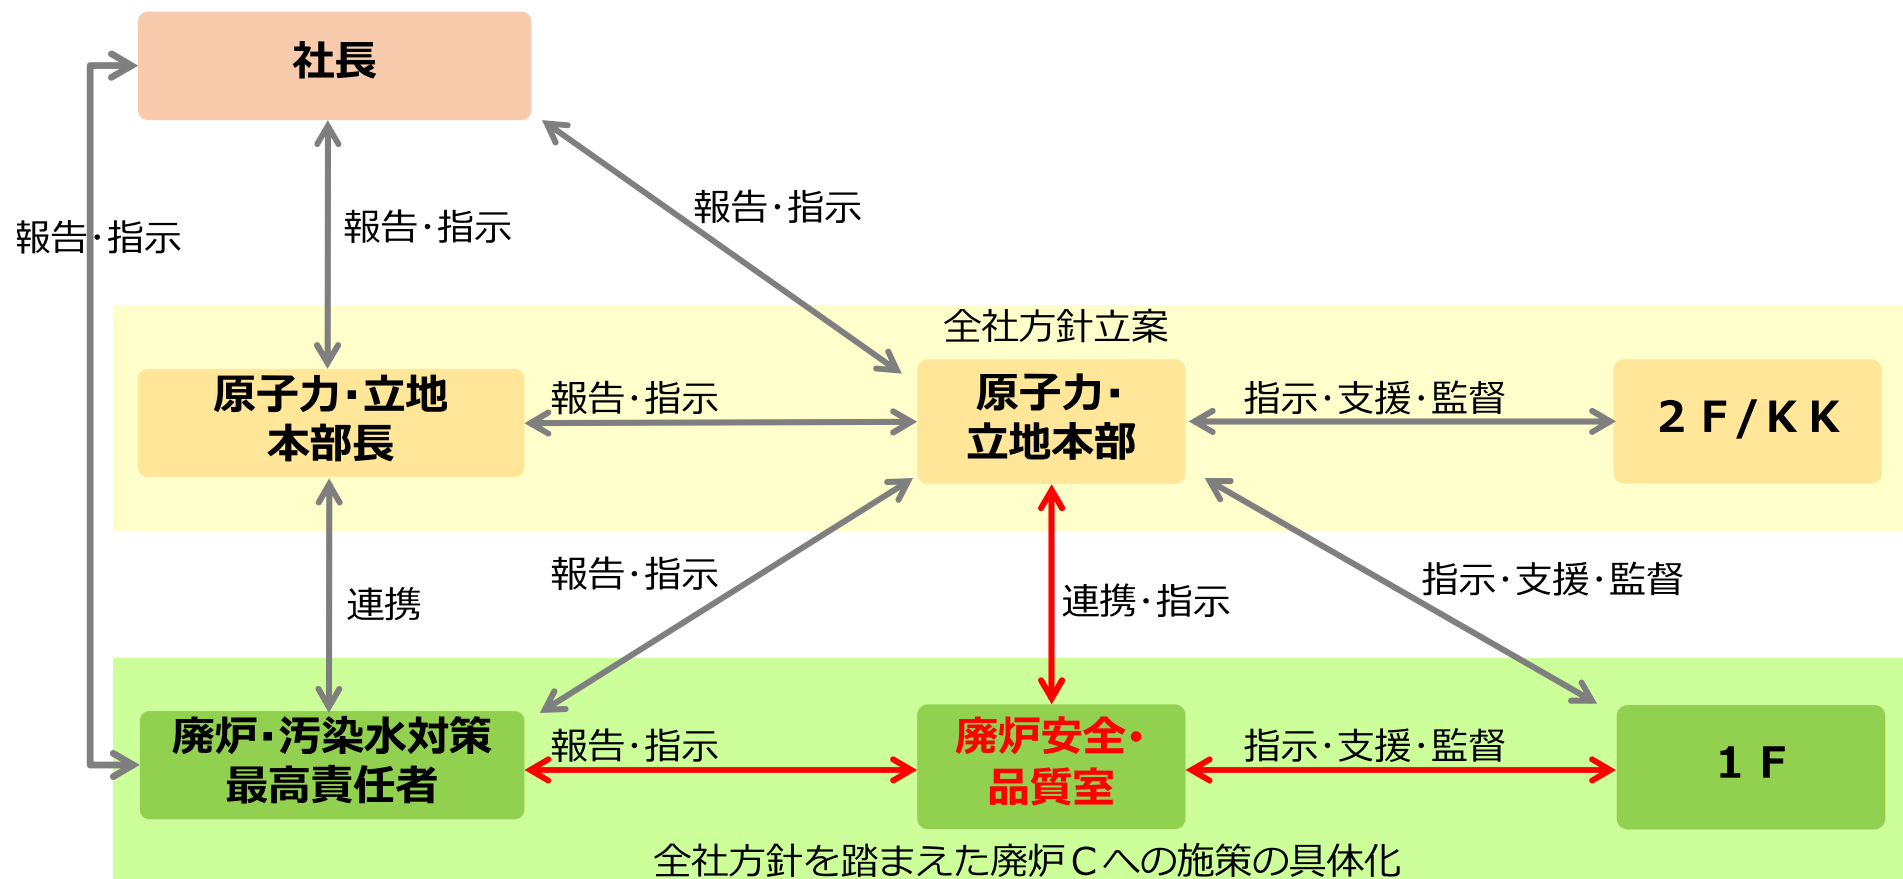 社長
報告･指示
報告･指示
報告･指示
全社方針立案
原子力･立地
本部長
報告･指示
原子力･
立地本部
指示･支援･監督
２Ｆ/ＫＫ
連携
報告･指示
連携･指示
指示･支援･監督
廃炉･汚染水対策
最高責任者
報告･指示
廃炉安全･
品質室
指示･支援･監督
１Ｆ
全社方針を踏まえた廃炉Ｃへの施策の具体化